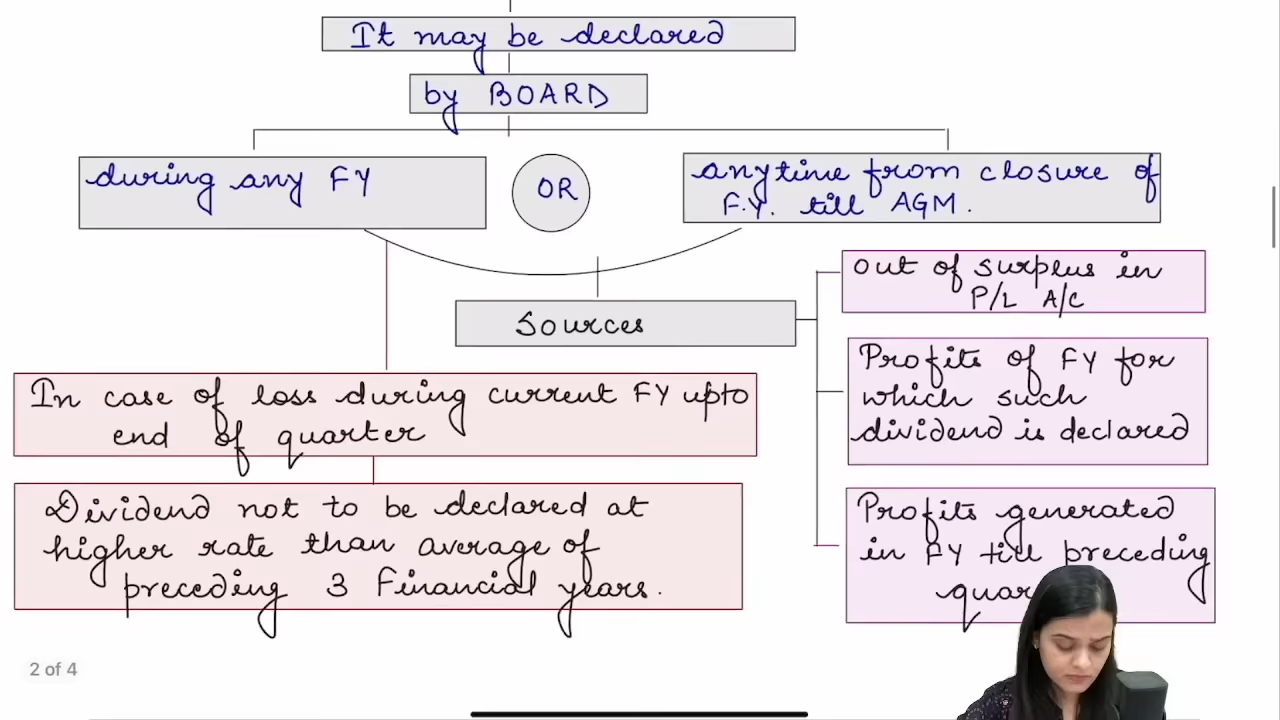 It may be declared
by BOARD
during any FY
OR
anytime from closure of
F.Y. till AGM.
Sources
out of surplus in
P/L A/C
Profits of FY for
which such
dividend is declared
Profits generated
in FY till preceding
In case of loss during current FY upto
end of quarter
Dividend not to be declared at
higher rate than average of
preceding 3 Financial years.
2 of 4